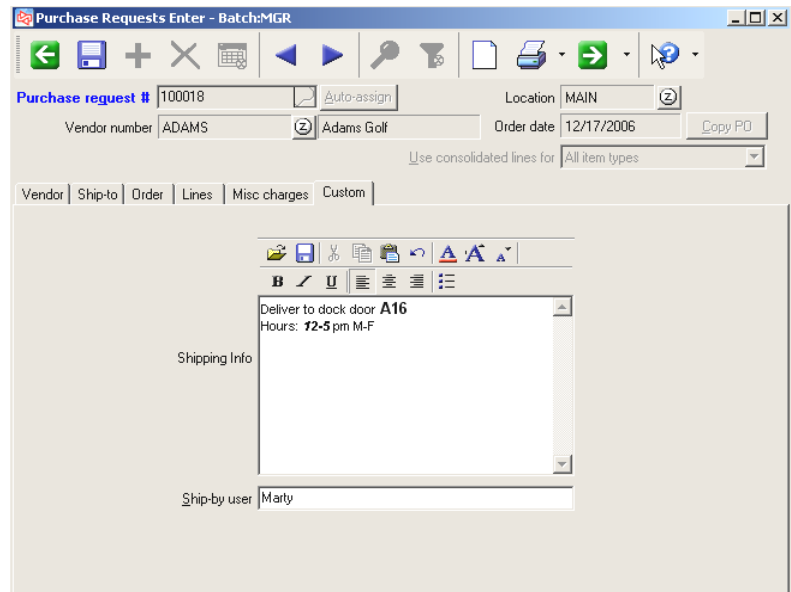 Purchase Requests Enter - Batch:MGR
Purchase request # 100018 Auto-assign Location MAIN Z
Vendor number ADAMS Z Adams Golf Order date 12/17/2006 Copy PO
Use consolidated lines for All item types
Vendor Ship-to Order Lines Misc charges Custom
A A A
B I U
Deliver to dock door A16
Hours: 12-5 pm M-F
Shipping Info
Ship-by user Marty